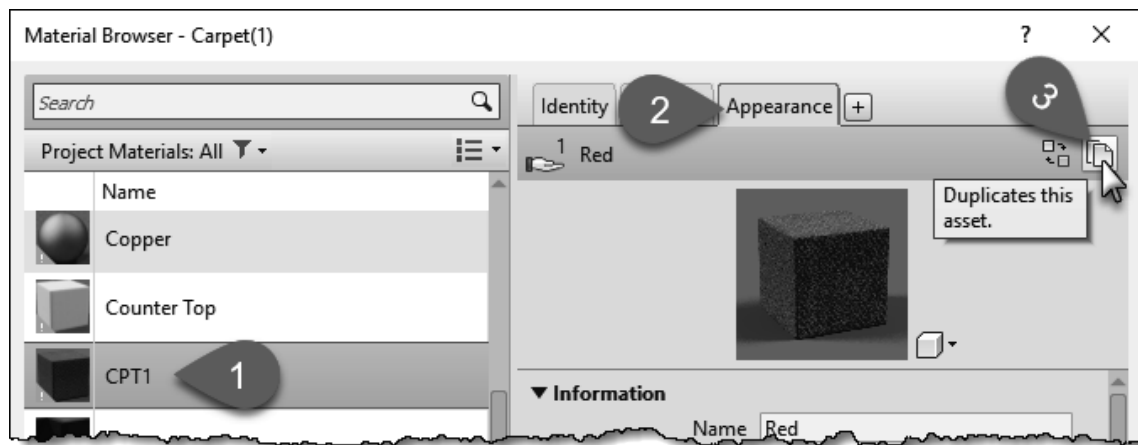 Material Browser - Carpet(1)
?
Search
Project Materials: All
Name
Copper
Counter Top
CPT1
1
Identity
2
Appearance
+
3
1
Red
Duplicates this
asset.
Information
Name Red